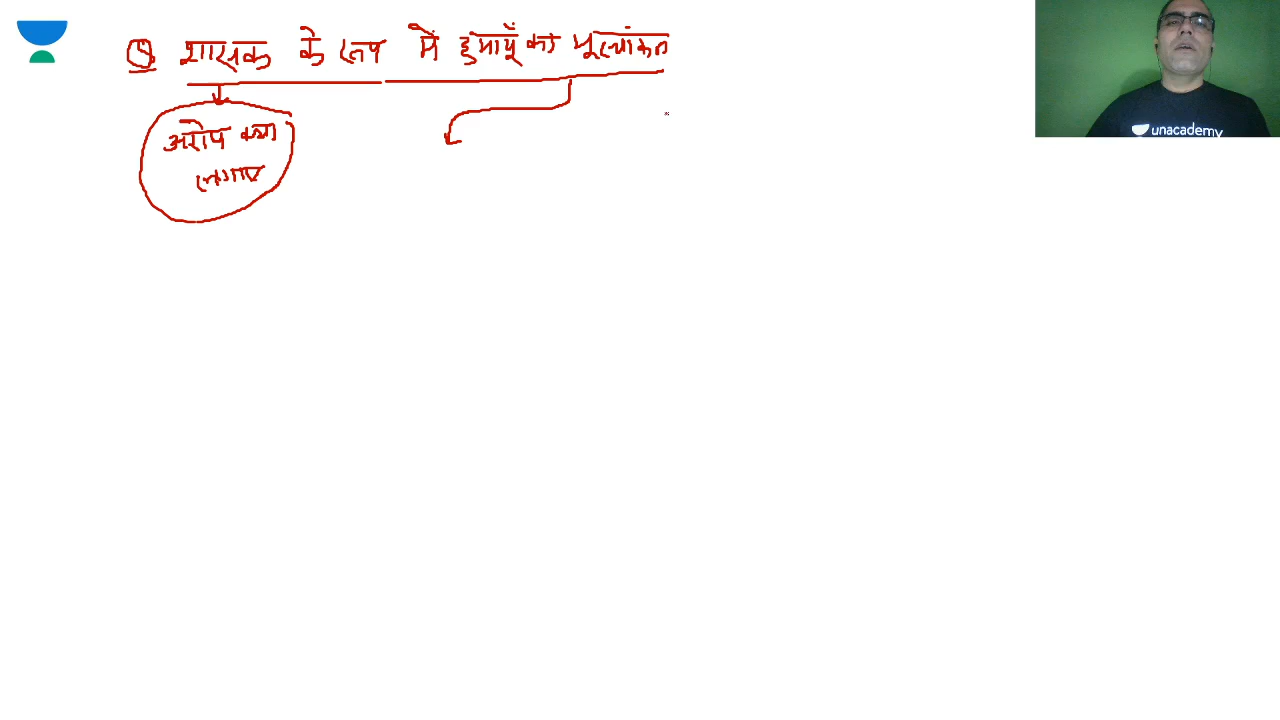 Q शासक के रूप में हुमायूँ का मूल्यांकन
आरोप क्या
लगाए
unacademy